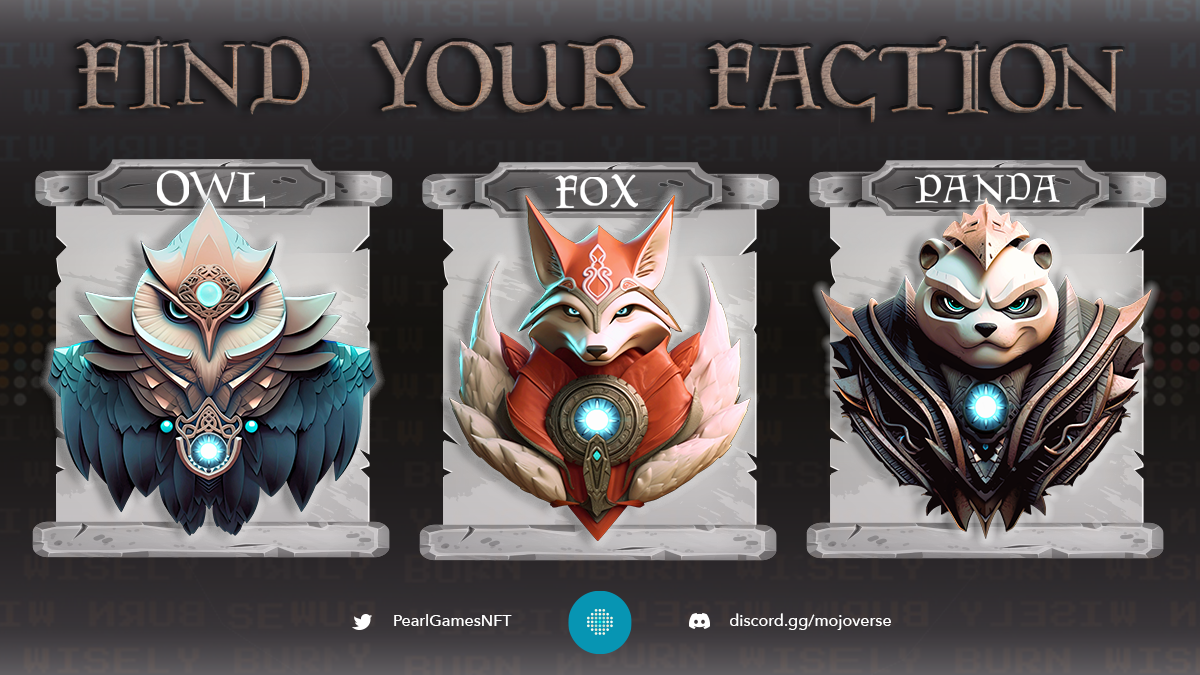 FIND YOUR FACTION
OWL
FOX
PANDA
PearlGamesNFT
discord.gg/mojoverse